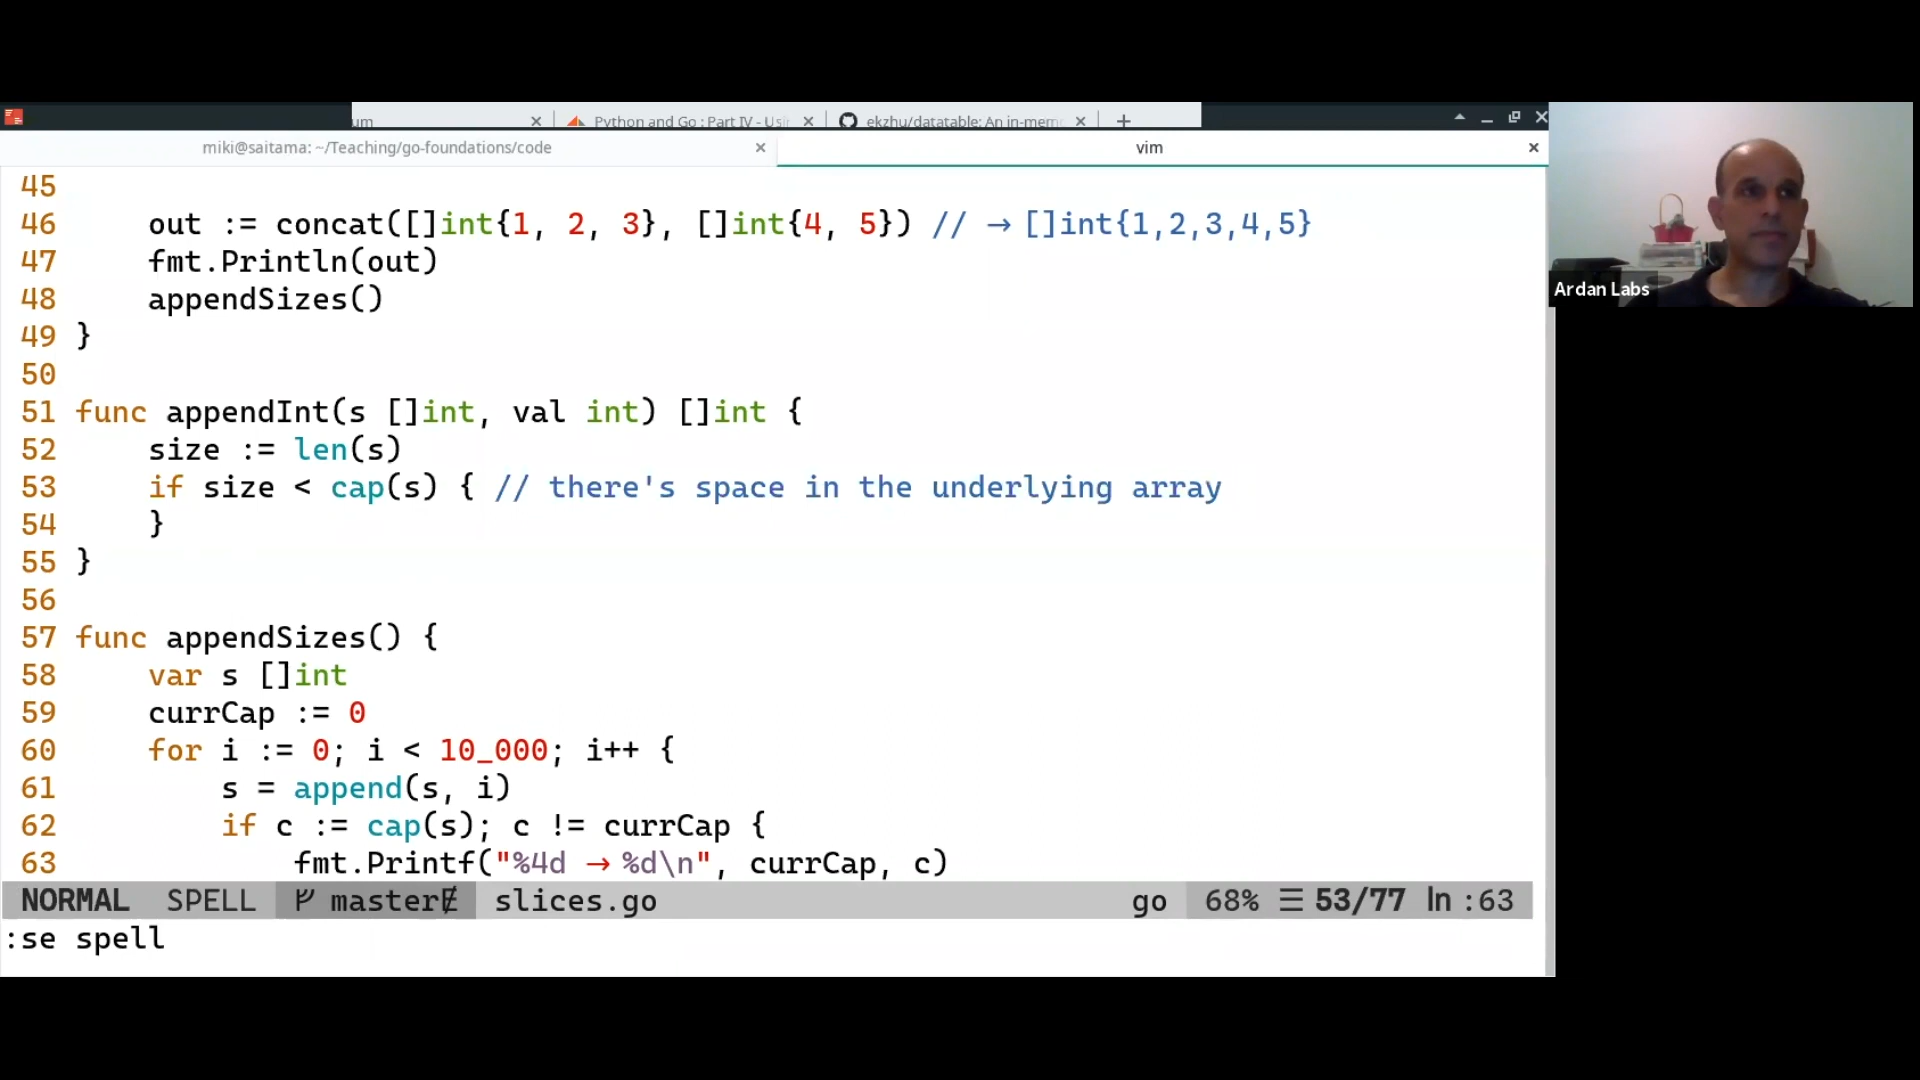 um
Python and Go : Part IV - Usi
ekzhu/datatable: An in-mem
miki@saitama: ~/Teaching/go-foundations/code
vim
45
46 out := concat([]int{1, 2, 3}, []int{4, 5}) // → []int{1,2,3,4,5}
47 fmt.Println(out)
48 appendSizes()
49 }
50
51 func appendInt(s []int, val int) []int {
52 size := len(s)
53 if size < cap(s) { // there's space in the underlying array
54 }
55 }
56
57 func appendSizes() {
58 var s []int
59 currCap := 0
60 for i := 0; i < 10_000; i++ {
61 s = append(s, i)
62 if c := cap(s); c != currCap {
63 fmt.Printf("%4d → %d\n", currCap, c)
NORMAL SPELL master slices.go go 68% ☰ 53/77 ln :63
:se spell
Ardan Labs